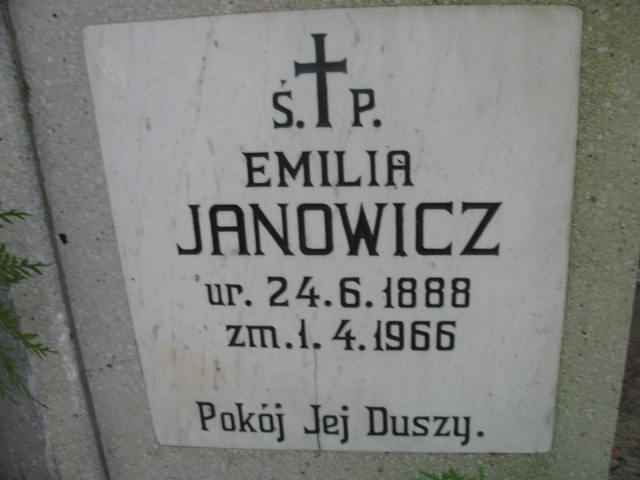 Ś. P.
EMILIA
JANOWICZ
ur. 24.6.1888
zm. 1. 4.1966
Pokój Jej Duszy.